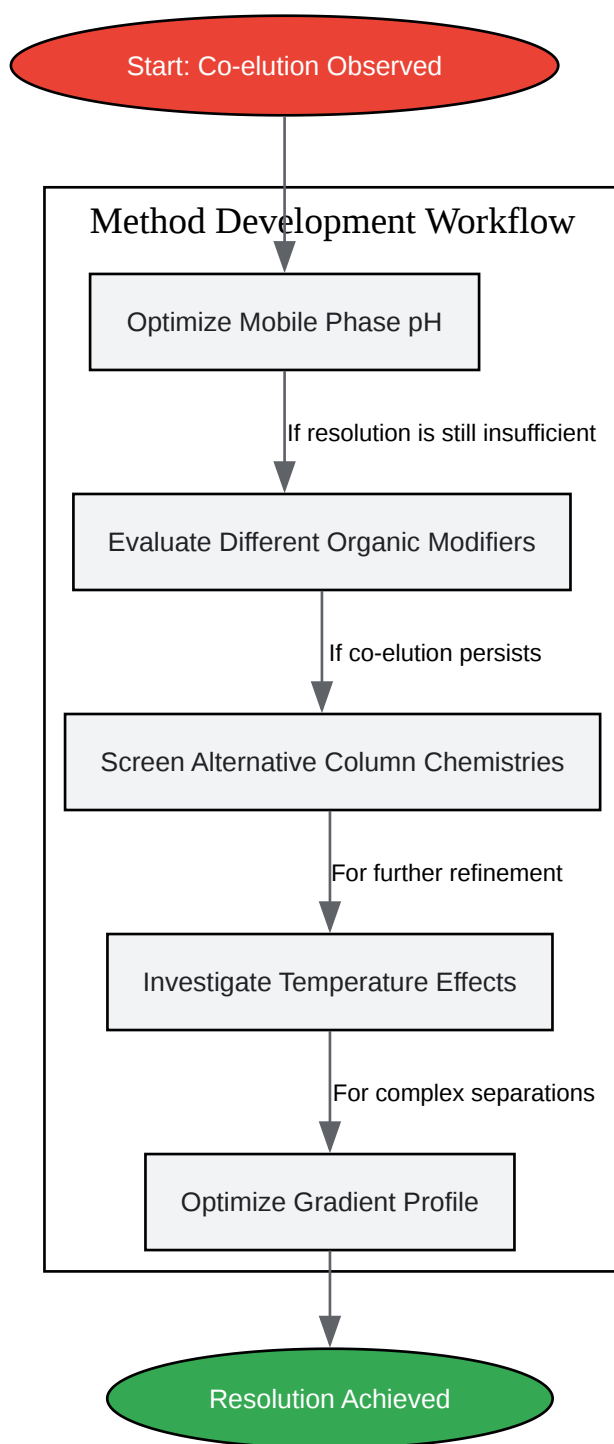 Start: Co-elution Observed
Method Development Workflow
Optimize Mobile Phase pH
If resolution is still insufficient
Evaluate Different Organic Modifiers
If co-elution persists
Screen Alternative Column Chemistries
For further refinement
Investigate Temperature Effects
For complex separations
Optimize Gradient Profile
Resolution Achieved